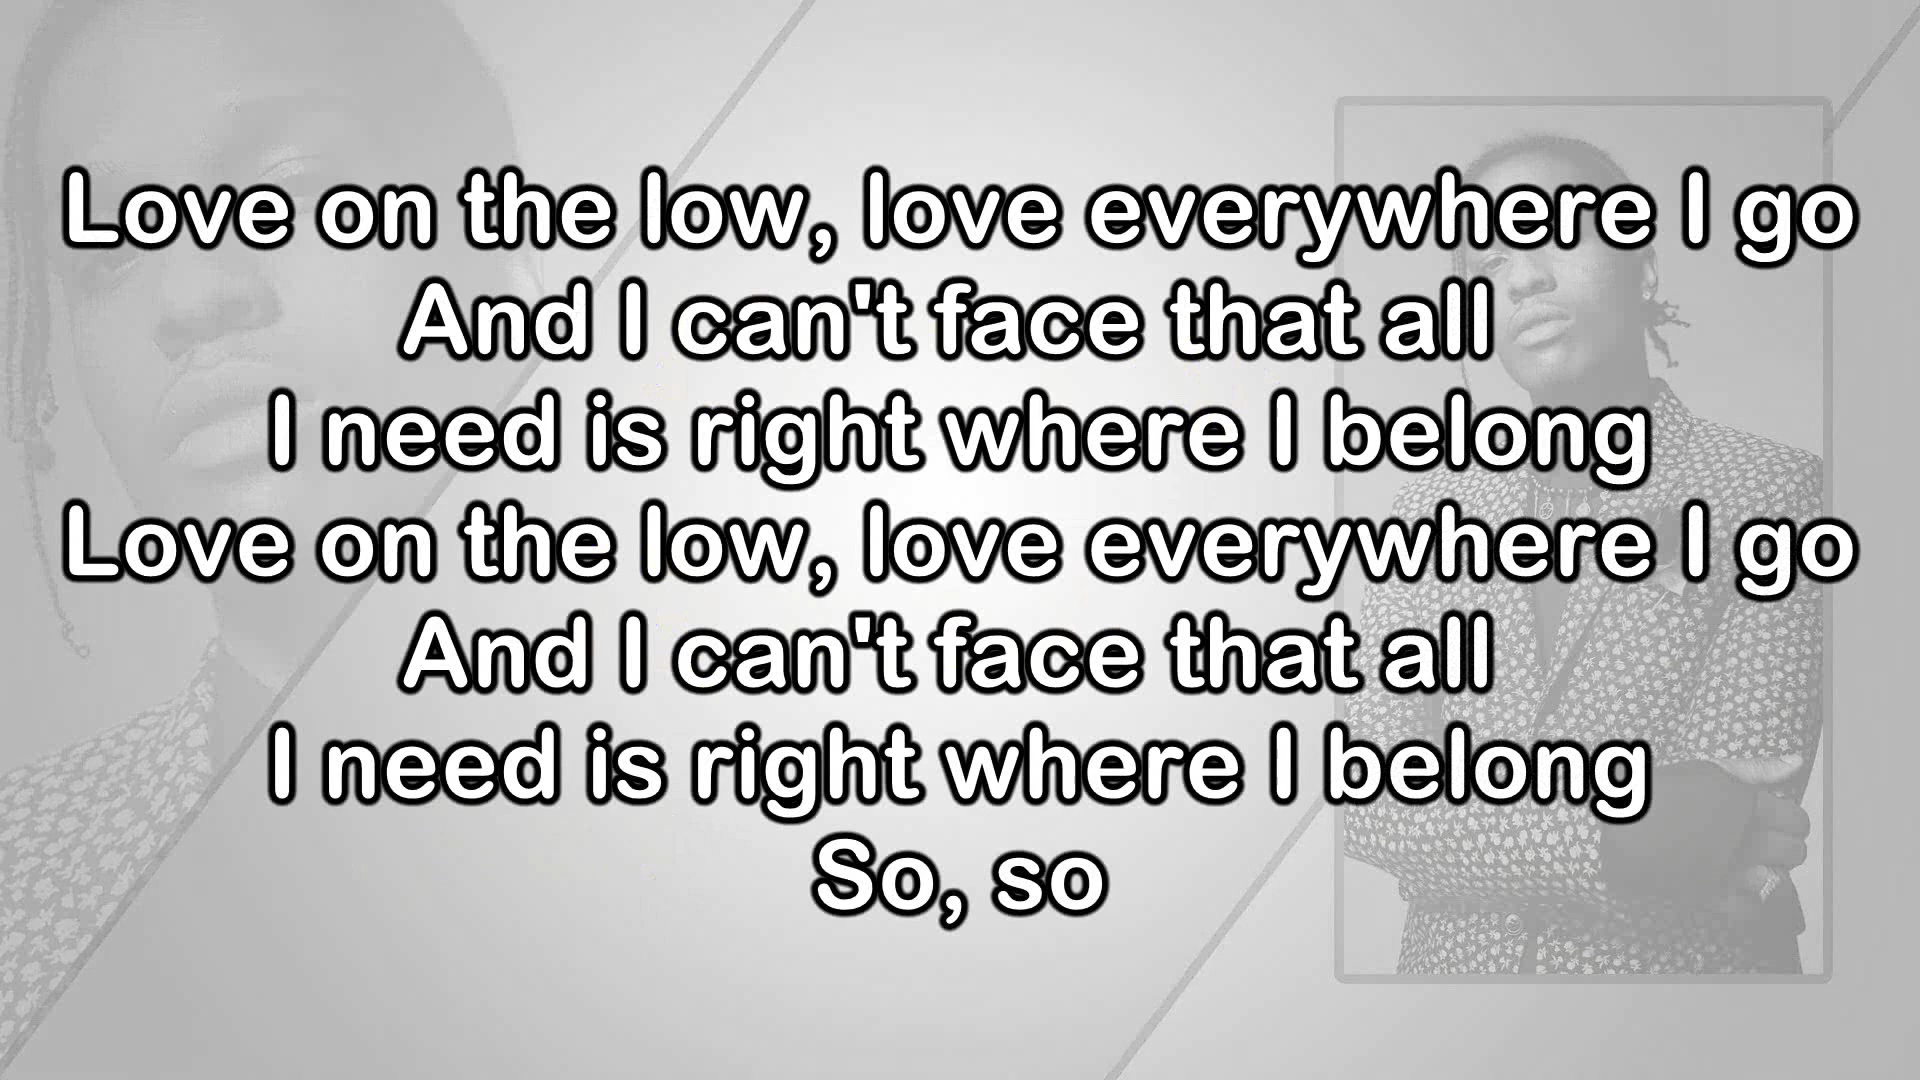 Love on the low, love everywhere I go
And I can't face that all
I need is right where I belong
Love on the low, love everywhere I go
And I can't face that all
I need is right where I belong
So, so